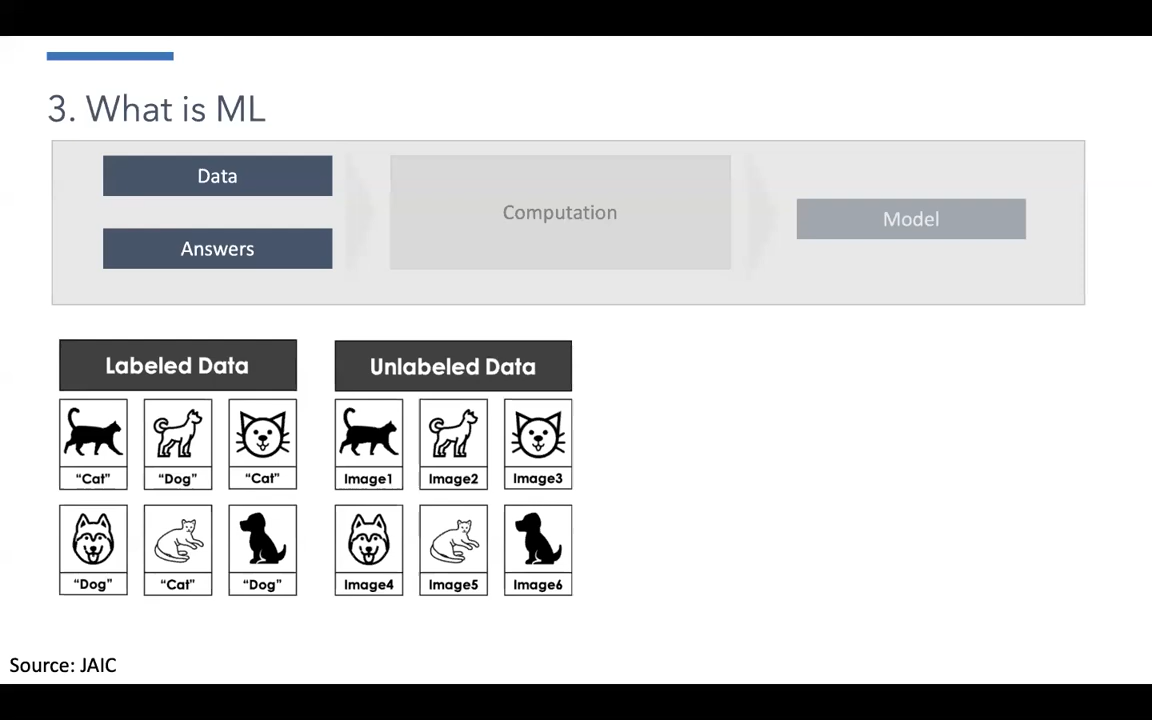 3. What is ML
Data
Answers
Computation
Model
Labeled Data
“Cat”
“Dog”
“Cat”
“Dog”
“Cat”
“Dog”
Unlabeled Data
Image1
Image2
Image3
Image4
Image5
Image6
Source: JAIC